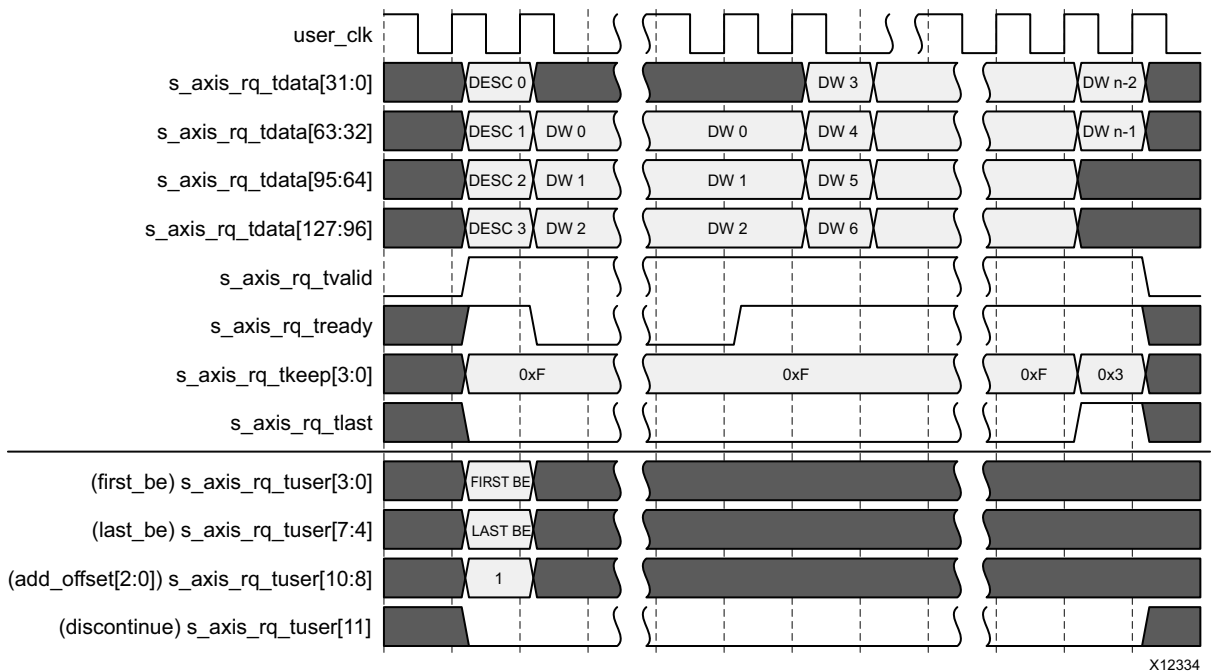 user_clk
s_axis_rq_tdata[31:0] DESC 0 DW 3 DW n-2
s_axis_rq_tdata[63:32] DESC 1 DW 0 DW 0 DW 4 DW n-1
s_axis_rq_tdata[95:64] DESC 2 DW 1 DW 1 DW 5
s_axis_rq_tdata[127:96] DESC 3 DW 2 DW 2 DW 6
s_axis_rq_tvalid
s_axis_rq_tready
s_axis_rq_tkeep[3:0] 0xF 0xF 0xF 0x3
s_axis_rq_tlast
(first_be) s_axis_rq_tuser[3:0] FIRST BE
(last_be) s_axis_rq_tuser[7:4] LAST BE
(add_offset[2:0]) s_axis_rq_tuser[10:8] 1
(discontinue) s_axis_rq_tuser[11]
X12334